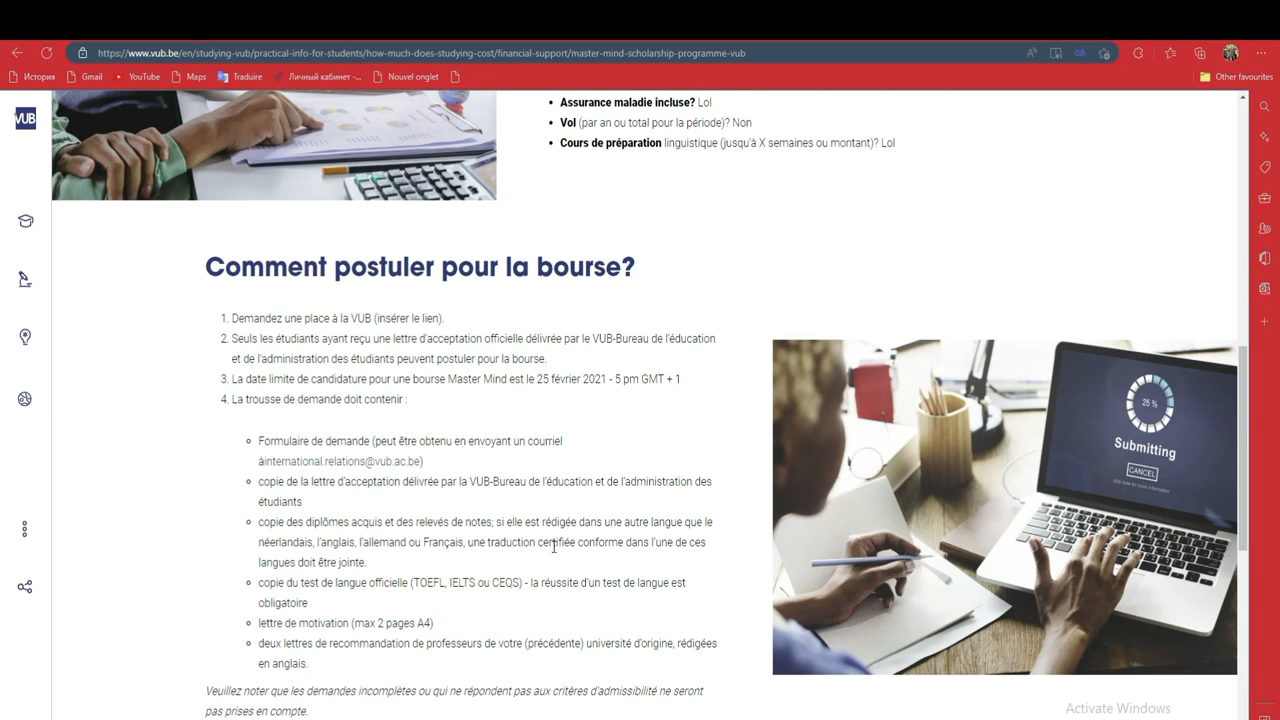 https://www.vub.be/en/studying-vub/practical-info-for-students/how-much-does-studying-cost/financial-support/master-mind-scholarship-programme-vub
История
Gmail
YouTube
Maps
Traduire
Личный кабинет -...
Nouvel onglet
Other favourites
VUB
Assurance maladie incluse? Lol
Vol (par an ou total pour la période)? Non
Cours de préparation linguistique (jusqu'à X semaines ou montant)? Lol
Comment postuler pour la bourse?
1. Demandez une place à la VUB (insérer le lien).
2. Seuls les étudiants ayant reçu une lettre d'acceptation officielle délivrée par le VUB-Bureau de l'éducation
et de l'administration des étudiants peuvent postuler pour la bourse.
3. La date limite de candidature pour une bourse Master Mind est le 25 février 2021 - 5 pm GMT + 1
4. La trousse de demande doit contenir :
Formulaire de demande (peut être obtenu en envoyant un courriel
àinternational.relations@vub.ac.be)
copie de la lettre d'acceptation délivrée par la VUB-Bureau de l'éducation et de l'administration des
étudiants
copie des diplômes acquis et des relevés de notes; si elle est rédigée dans une autre langue que le
néerlandais, l'anglais, l'allemand ou Français, une traduction certifiée conforme dans l'une de ces
langues doit être jointe.
copie du test de langue officielle (TOEFL, IELTS ou CEQS) - la réussite d'un test de langue est
obligatoire
lettre de motivation (max 2 pages A4)
deux lettres de recommandation de professeurs de votre (précédente) université d'origine, rédigées
en anglais.
Veuillez noter que les demandes incomplètes ou qui ne répondent pas aux critères d'admissibilité ne seront
pas prises en compte.
25 %
Submitting
CANCEL
Activate Windows